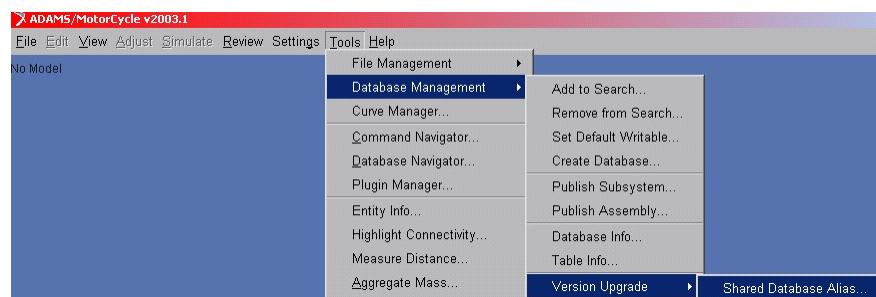 ADAMS/MotorCycle v2003.1
File Edit View Adjust Simulate Review Settings Tools Help
No Model
File Management
Database Management
Curve Manager...
Command Navigator...
Database Navigator...
Plugin Manager...
Entity Info...
Highlight Connectivity...
Measure Distance...
Aggregate Mass...
Add to Search...
Remove from Search...
Set Default Writable...
Create Database...
Publish Subsystem...
Publish Assembly...
Database Info...
Table Info...
Version Upgrade
Shared Database Alias...